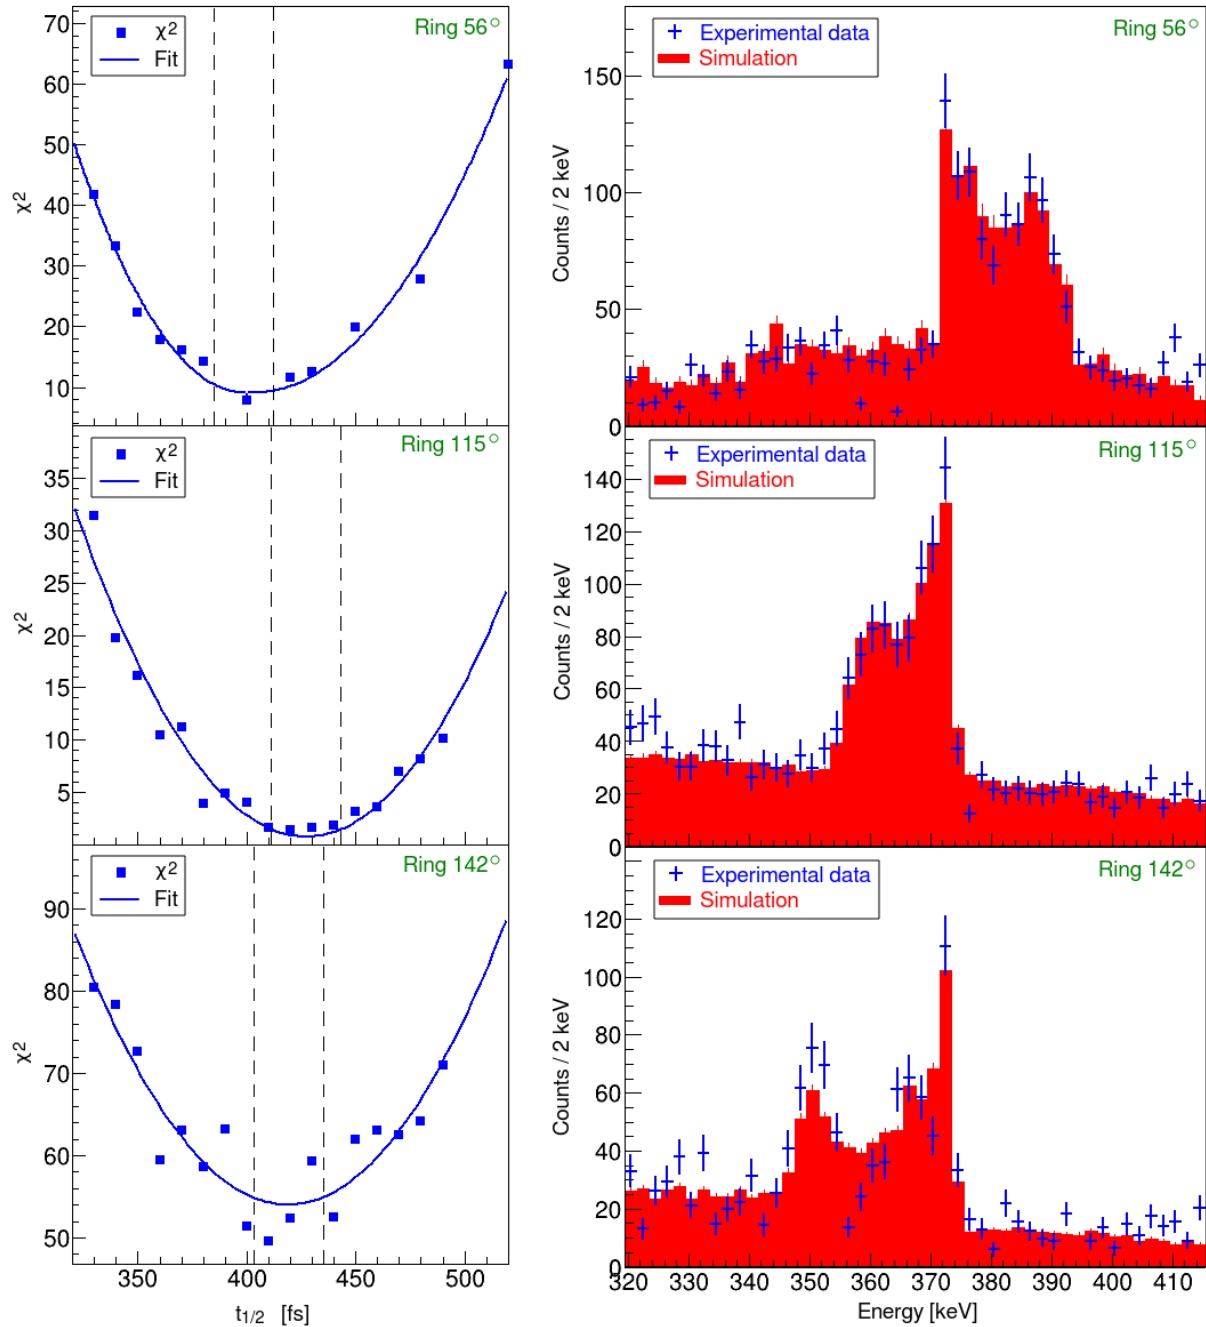 70
60
50
40
30
20
10
χ²
χ²
Fit
Ring 56°
150
100
50
0
Counts / 2 keV
Experimental data
Simulation
Ring 56°
35
30
25
20
15
10
5
χ²
χ²
Fit
Ring 115°
140
120
100
80
60
40
20
0
Counts / 2 keV
Experimental data
Simulation
Ring 115°
90
80
70
60
50
χ²
χ²
Fit
Ring 142°
350 400 450 500
t1/2 [fs]
120
100
80
60
40
20
0
Counts / 2 keV
Experimental data
Simulation
Ring 142°
320 330 340 350 360 370 380 390 400 410
Energy [keV]